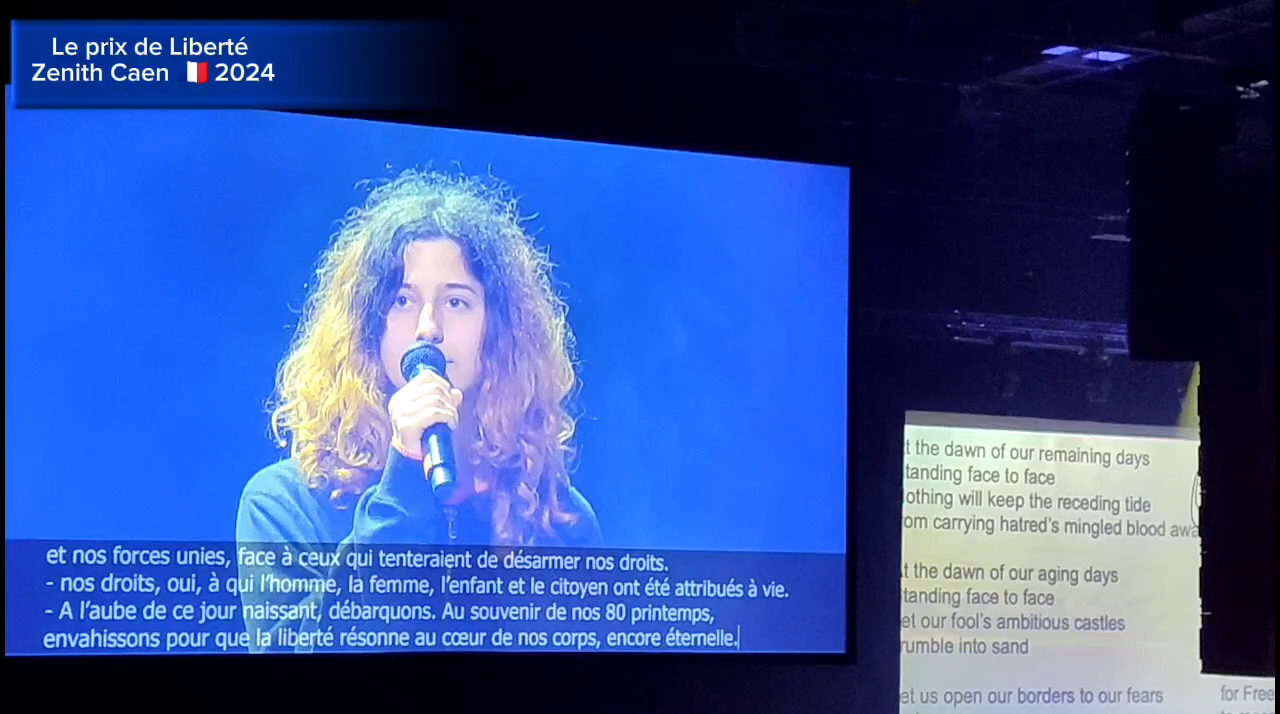 Le prix de Liberté
Zenith Caen 2024
et nos forces unies, face à ceux qui tenteraient de désarmer nos droits.
- nos droits, oui, à qui l'homme, la femme, l'enfant et le citoyen ont été attribués à vie.
- A l'aube de ce jour naissant, débarquons. Au souvenir de nos 80 printemps,
envahissons pour que la liberté résonne au cœur de nos corps, encore éternelle.
t the dawn of our remaining days
tanding face to face
othing will keep the receding tide
om carrying hatred's mingled blood awa
t the dawn of our aging days
tanding face to face
et our fool's ambitious castles
rumble into sand
et us open our borders to our fears
for Free